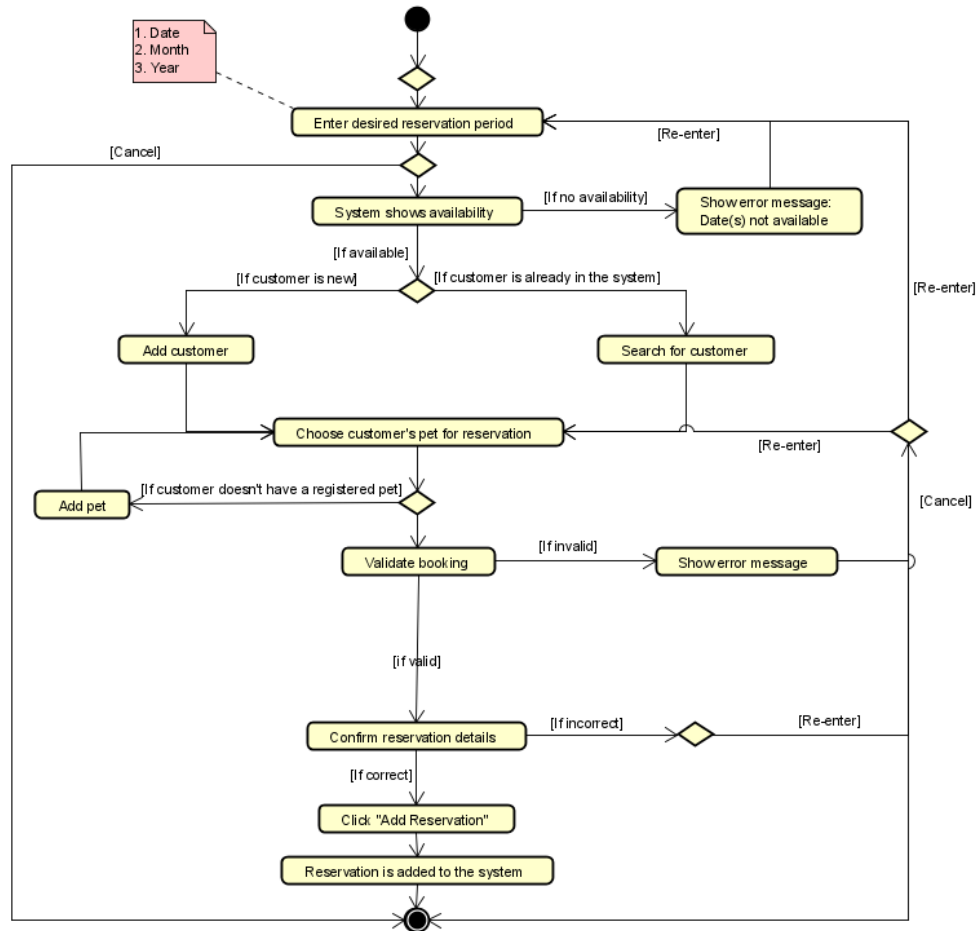 1. Date
2. Month
3. Year
Enter desired reservation period
[Re-enter]
[Cancel]
System shows availability
[If no availability]
Show error message:
Date(s) not available
[If available]
[If customer is new]
[If customer is already in the system]
[Re-enter]
Add customer
Search for customer
Choose customer's pet for reservation
[Re-enter]
[If customer doesn't have a registered pet]
Add pet
[Cancel]
Validate booking
[If invalid]
Show error message
[if valid]
Confirm reservation details
[If incorrect]
[Re-enter]
[If correct]
Click "Add Reservation"
Reservation is added to the system